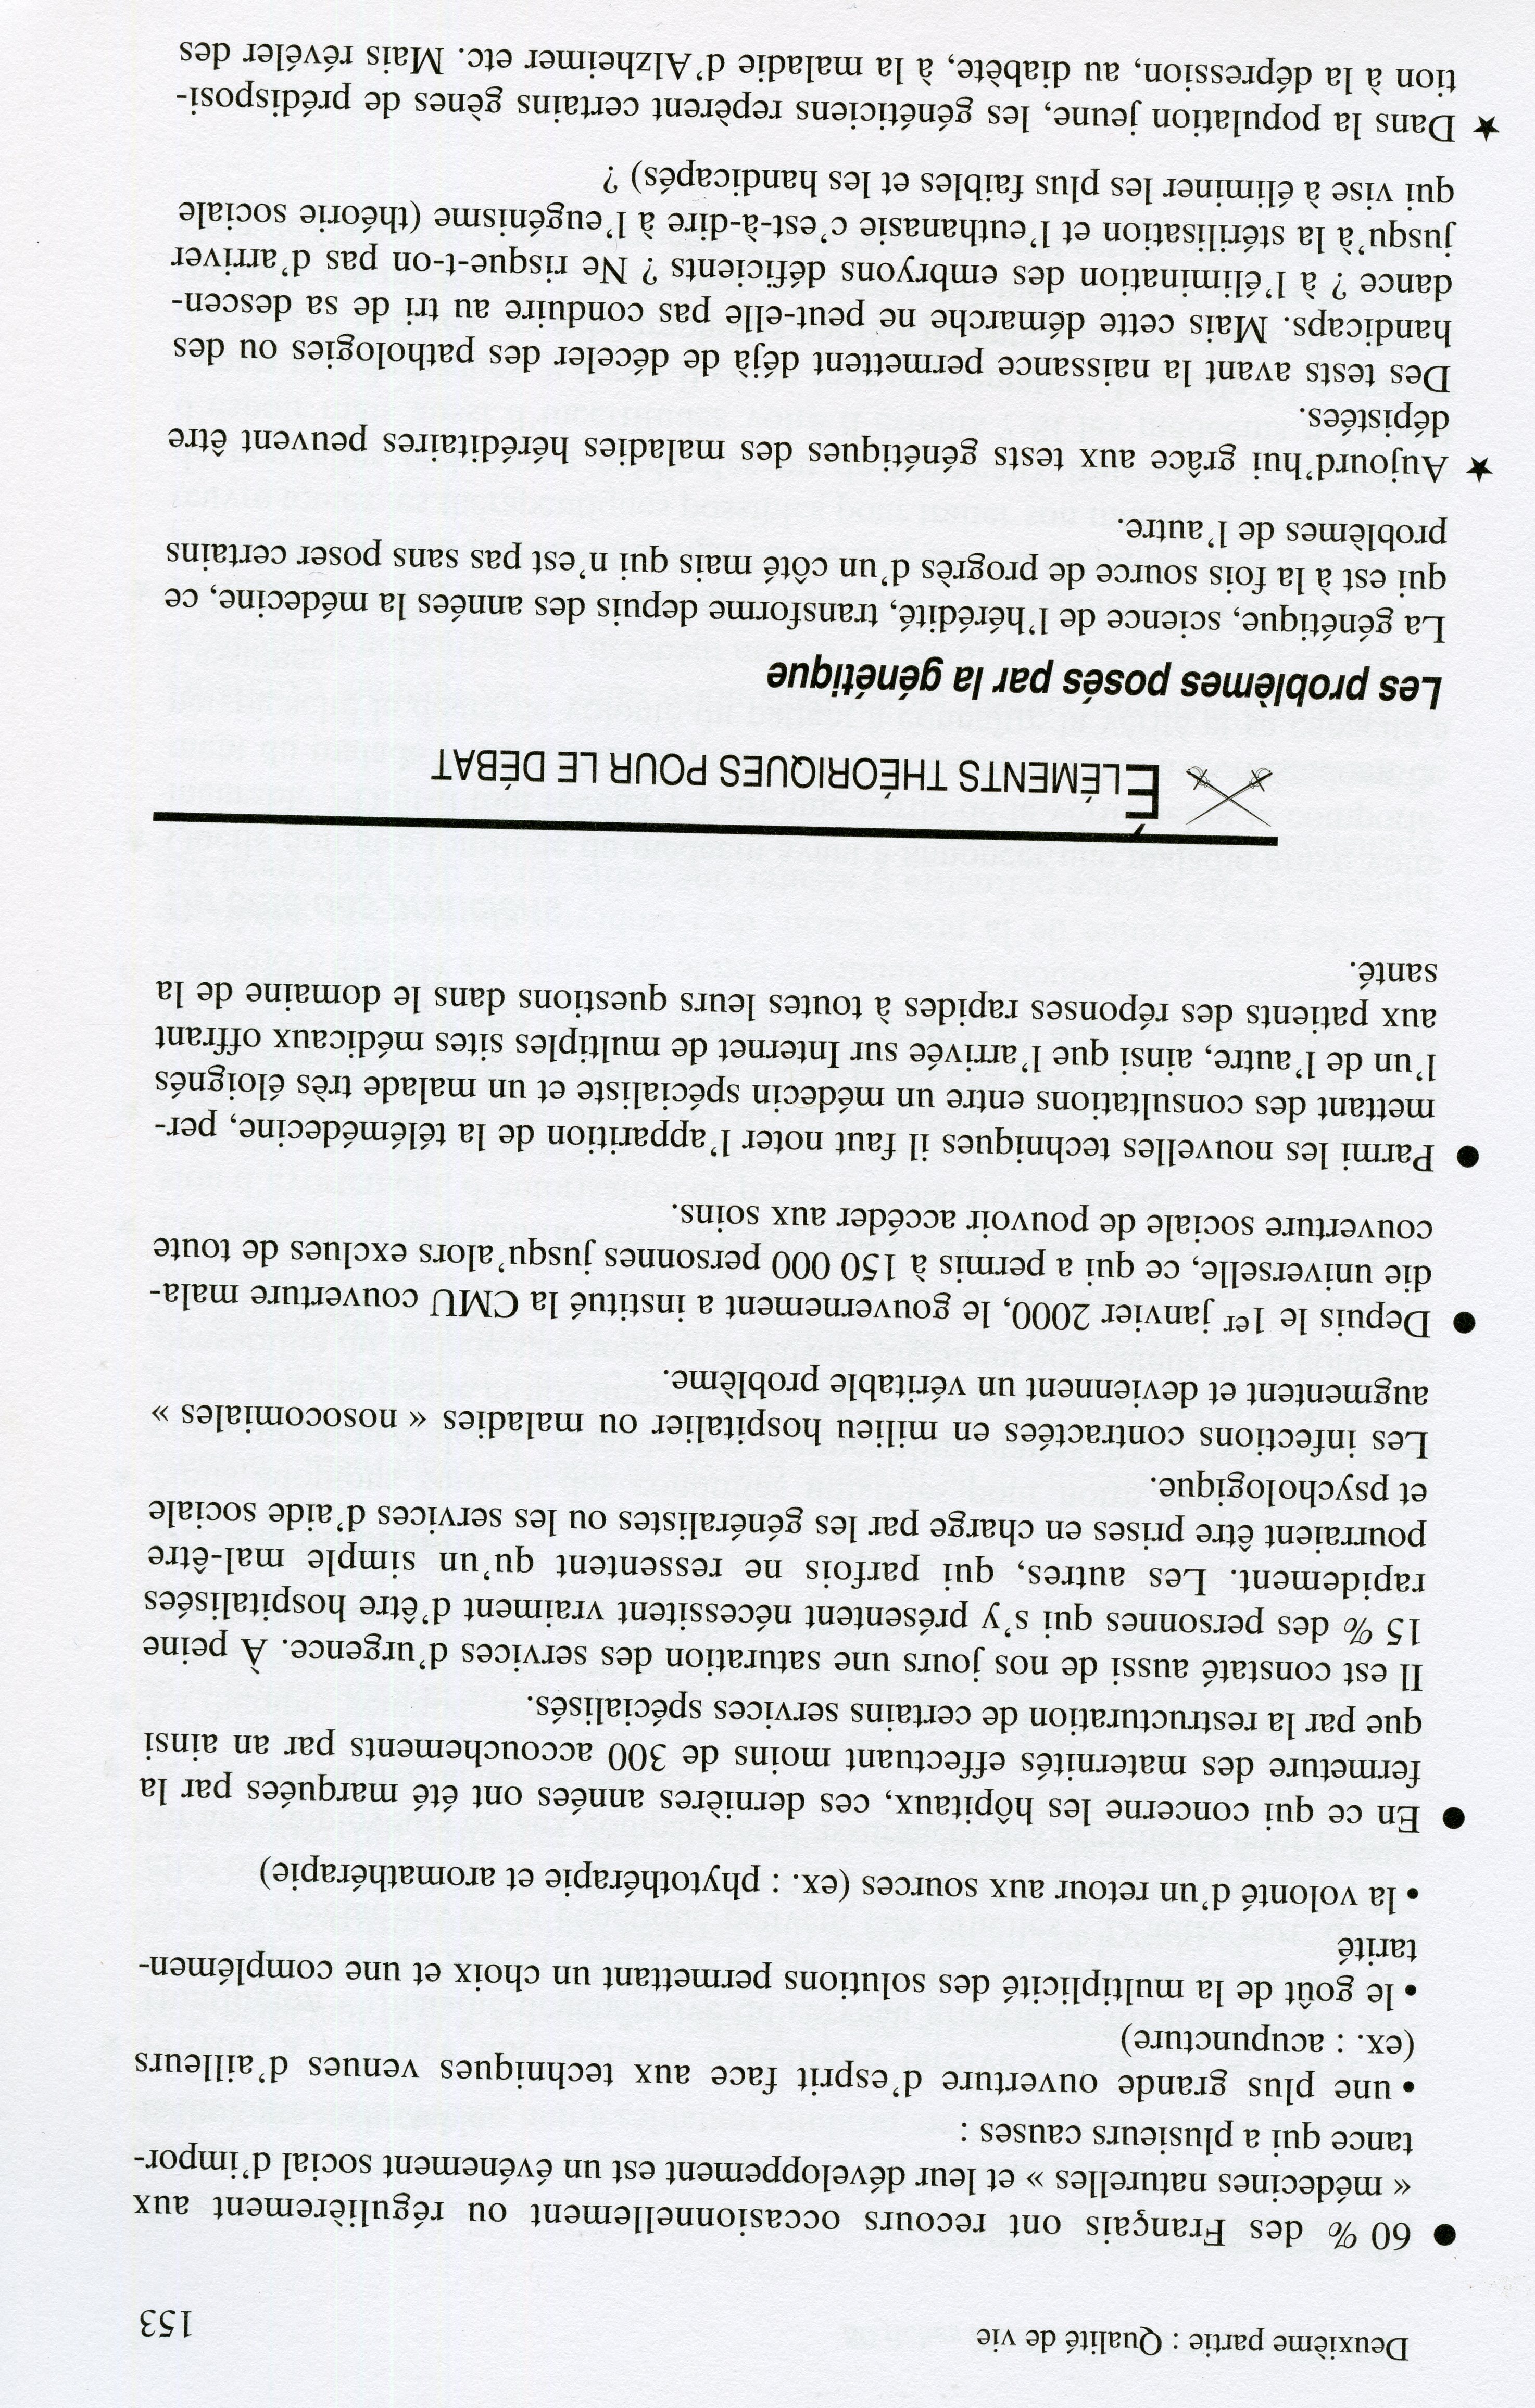 Deuxième partie : Qualité de vie
153
● 60 % des Français ont recours occasionnellement ou régulièrement aux
« médecines naturelles » et leur développement est un événement social d'impor-
tance qui a plusieurs causes :
• une plus grande ouverture d'esprit face aux techniques venues d'ailleurs
(ex. : acupuncture)
• le goût de la multiplicité des solutions permettant un choix et une complémen-
tarité
• la volonté d'un retour aux sources (ex. : phytothérapie et aromathérapie)
● En ce qui concerne les hôpitaux, ces dernières années ont été marquées par la
fermeture des maternités effectuant moins de 300 accouchements par an ainsi
que par la restructuration de certains services spécialisés.
Il est constaté aussi de nos jours une saturation des services d'urgence. À peine
15 % des personnes qui s'y présentent nécessitent vraiment d'être hospitalisées
rapidement. Les autres, qui parfois ne ressentent qu'un simple mal-être
pourraient être prises en charge par les généralistes ou les services d'aide sociale
et psychologique.
Les infections contractées en milieu hospitalier ou maladies « nosocomiales »
augmentent et deviennent un véritable problème.
● Depuis le 1er janvier 2000, le gouvernement a institué la CMU couverture mala-
die universelle, ce qui a permis à 150 000 personnes jusqu'alors exclues de toute
couverture sociale de pouvoir accéder aux soins.
● Parmi les nouvelles techniques il faut noter l'apparition de la télémédecine, per-
mettant des consultations entre un médecin spécialiste et un malade très éloignés
l'un de l'autre, ainsi que l'arrivée sur Internet de multiples sites médicaux offrant
aux patients des réponses rapides à toutes leurs questions dans le domaine de la
santé.
ÉLÉMENTS THÉORIQUES POUR LE DÉBAT
Les problèmes posés par la génétique
La génétique, science de l'hérédité, transforme depuis des années la médecine, ce
qui est à la fois source de progrès d'un côté mais qui n'est pas sans poser certains
problèmes de l'autre.
★ Aujourd'hui grâce aux tests génétiques des maladies héréditaires peuvent être
dépistées.
Des tests avant la naissance permettent déjà de déceler des pathologies ou des
handicaps. Mais cette démarche ne peut-elle pas conduire au tri de sa descen-
dance ? à l'élimination des embryons déficients ? Ne risque-t-on pas d'arriver
jusqu'à la stérilisation et l'euthanasie c'est-à-dire à l'eugénisme (théorie sociale
qui vise à éliminer les plus faibles et les handicapés) ?
★ Dans la population jeune, les généticiens repèrent certains gènes de prédisposi-
tion à la dépression, au diabète, à la maladie d'Alzheimer etc. Mais révéler des